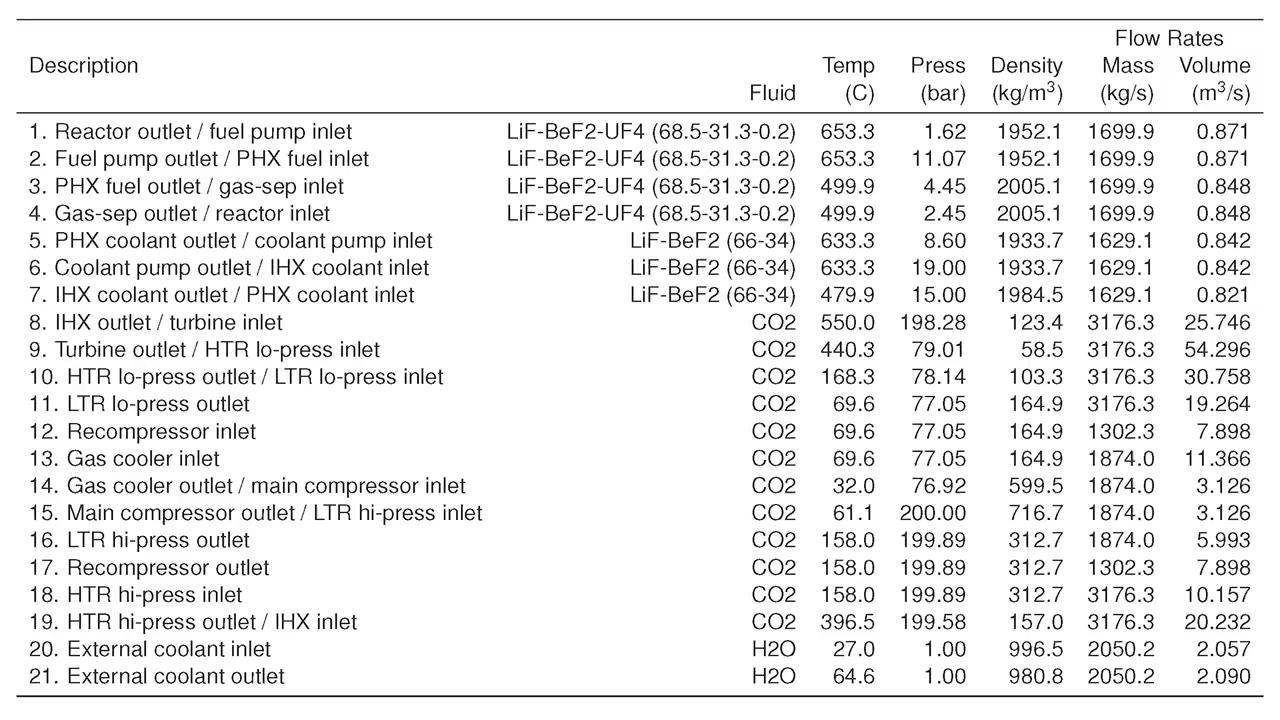 Flow Rates
Description Temp Press Density Mass Volume
Fluid (C) (bar) (kg/m³) (kg/s) (m³/s)
1. Reactor outlet / fuel pump inlet LiF-BeF2-UF4 (68.5-31.3-0.2) 653.3 1.62 1952.1 1699.9 0.871
2. Fuel pump outlet / PHX fuel inlet LiF-BeF2-UF4 (68.5-31.3-0.2) 653.3 11.07 1952.1 1699.9 0.871
3. PHX fuel outlet / gas-sep inlet LiF-BeF2-UF4 (68.5-31.3-0.2) 499.9 4.45 2005.1 1699.9 0.848
4. Gas-sep outlet / reactor inlet LiF-BeF2-UF4 (68.5-31.3-0.2) 499.9 2.45 2005.1 1699.9 0.848
5. PHX coolant outlet / coolant pump inlet LiF-BeF2 (66-34) 633.3 8.60 1933.7 1629.1 0.842
6. Coolant pump outlet / IHX coolant inlet LiF-BeF2 (66-34) 633.3 19.00 1933.7 1629.1 0.842
7. IHX coolant outlet / PHX coolant inlet LiF-BeF2 (66-34) 479.9 15.00 1984.5 1629.1 0.821
8. IHX outlet / turbine inlet CO2 550.0 198.28 123.4 3176.3 25.746
9. Turbine outlet / HTR lo-press inlet CO2 440.3 79.01 58.5 3176.3 54.296
10. HTR lo-press outlet / LTR lo-press inlet CO2 168.3 78.14 103.3 3176.3 30.758
11. LTR lo-press outlet CO2 69.6 77.05 164.9 3176.3 19.264
12. Recompressor inlet CO2 69.6 77.05 164.9 1302.3 7.898
13. Gas cooler inlet CO2 69.6 77.05 164.9 1874.0 11.366
14. Gas cooler outlet / main compressor inlet CO2 32.0 76.92 599.5 1874.0 3.126
15. Main compressor outlet / LTR hi-press inlet CO2 61.1 200.00 716.7 1874.0 3.126
16. LTR hi-press outlet CO2 158.0 199.89 312.7 1874.0 5.993
17. Recompressor outlet CO2 158.0 199.89 312.7 1302.3 7.898
18. HTR hi-press inlet CO2 158.0 199.89 312.7 3176.3 10.157
19. HTR hi-press outlet / IHX inlet CO2 396.5 199.58 157.0 3176.3 20.232
20. External coolant inlet H2O 27.0 1.00 996.5 2050.2 2.057
21. External coolant outlet H2O 64.6 1.00 980.8 2050.2 2.090